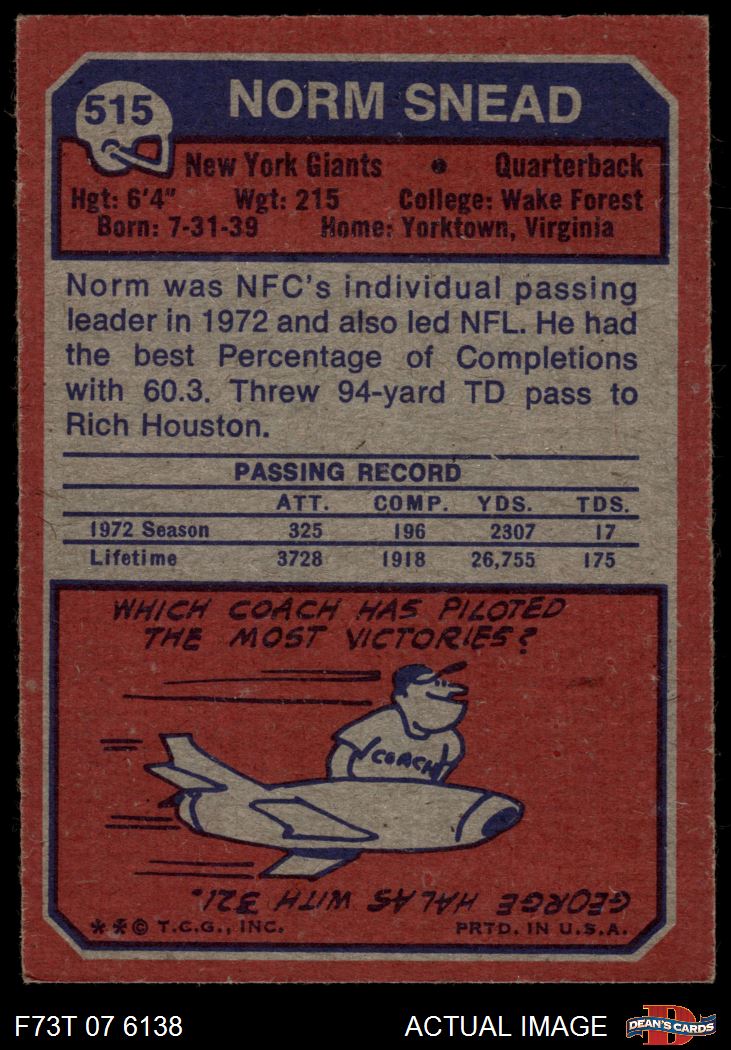 515
NORM SNEAD
New York Giants • Quarterback
Hgt: 6'4" Wgt: 215 College: Wake Forest
Born: 7-31-39 Home: Yorktown, Virginia
Norm was NFC's individual passing
leader in 1972 and also led NFL. He had
the best Percentage of Completions
with 60.3. Threw 94-yard TD pass to
Rich Houston.
PASSING RECORD
ATT. COMP. YDS. TDS.
1972 Season 325 196 2307 17
Lifetime 3728 1918 26,755 175
WHICH COACH HAS PILOTED
THE MOST VICTORIES?
COACH
GEORGE HALAS WITH 321.
**© T.C.G., INC. PRTD. IN U.S.A.
F73T 07 6138 ACTUAL IMAGE D DEAN'S CARDS